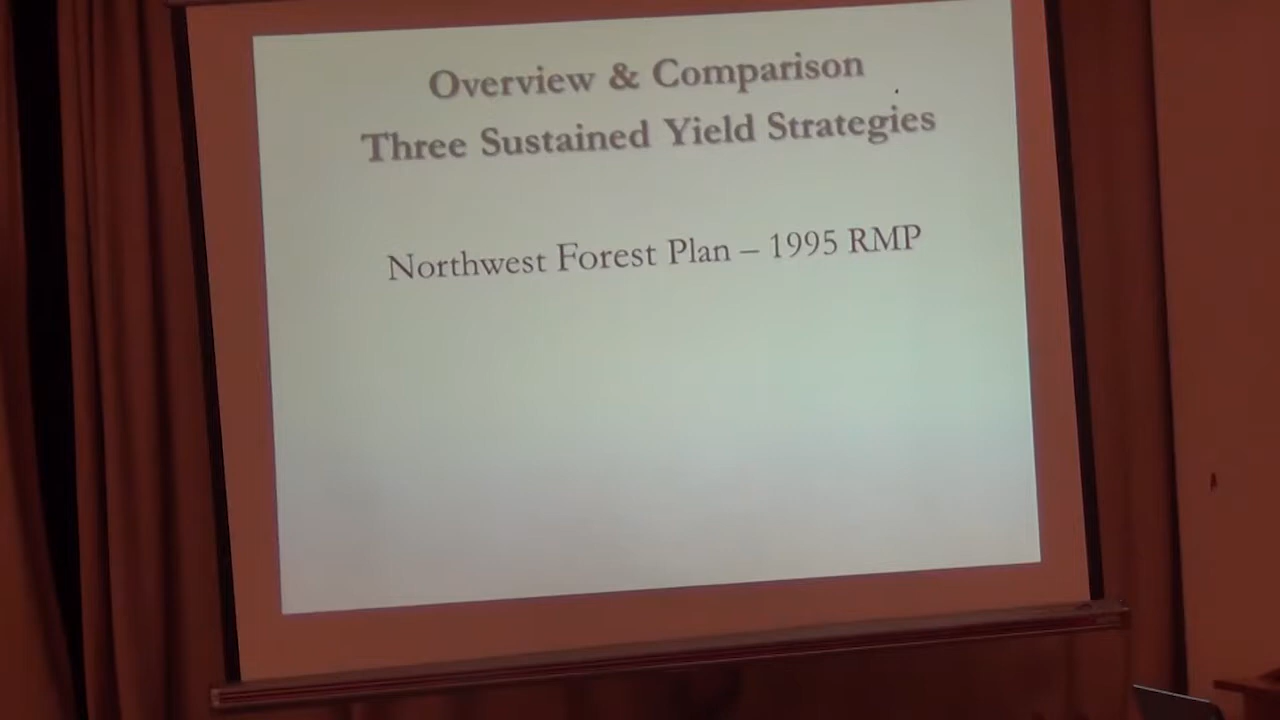 Overview & Comparison
Three Sustained Yield Strategies
Northwest Forest Plan – 1995 RMP